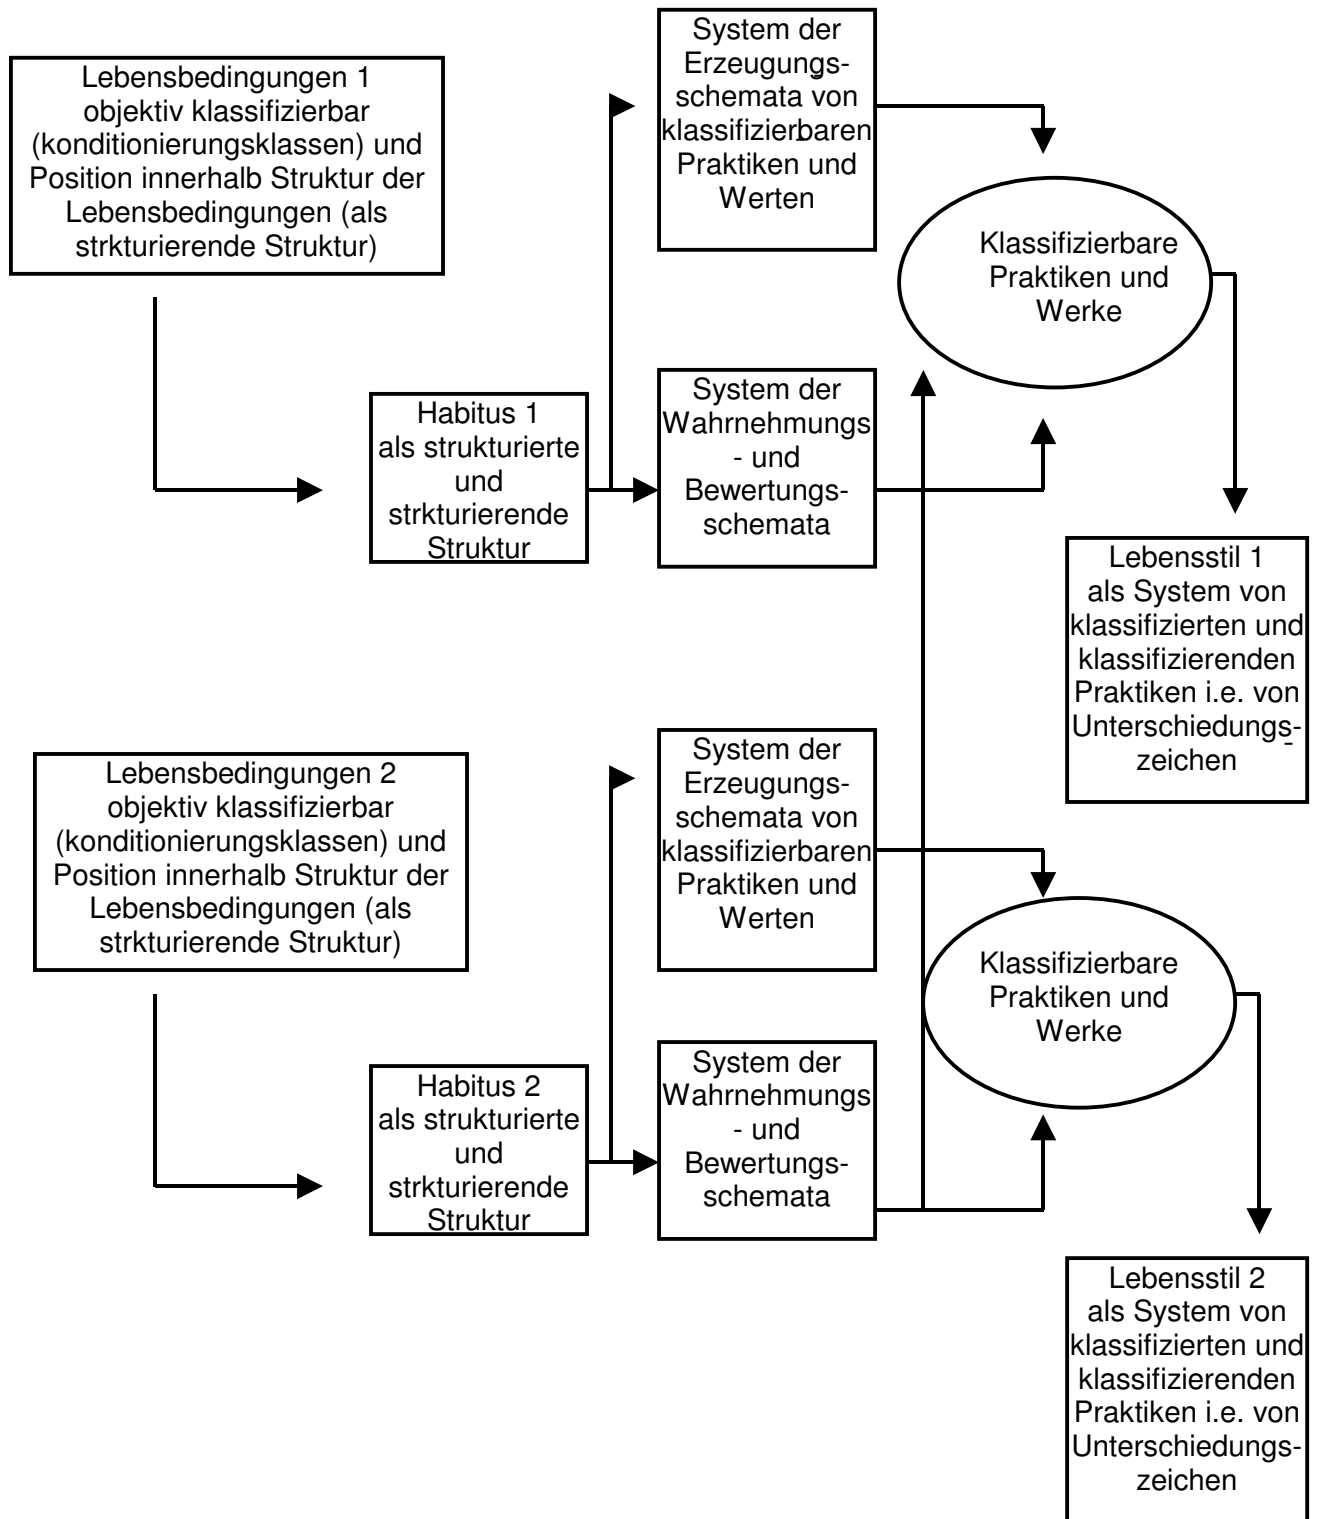 Lebensbedingungen 1
objektiv klassifizierbar
(konditionierungsklassen) und
Position innerhalb Struktur der
Lebensbedingungen (als
strkturierende Struktur)
Habitus 1
als strukturierte
und
strkturierende
Struktur
System der
Erzeugungs-
schemata von
klassifizierbaren
Praktiken und
Werten
System der
Wahrnehmungs
- und
Bewertungs-
schemata
Klassifizierbare
Praktiken und
Werke
Lebensstil 1
als System von
klassifizierten und
klassifizierenden
Praktiken i.e. von
Unterschiedungs-
zeichen
Lebensbedingungen 2
objektiv klassifizierbar
(konditionierungsklassen) und
Position innerhalb Struktur der
Lebensbedingungen (als
strkturierende Struktur)
Habitus 2
als strukturierte
und
strkturierende
Struktur
System der
Erzeugungs-
schemata von
klassifizierbaren
Praktiken und
Werten
System der
Wahrnehmungs
- und
Bewertungs-
schemata
Klassifizierbare
Praktiken und
Werke
Lebensstil 2
als System von
klassifizierten und
klassifizierenden
Praktiken i.e. von
Unterschiedungs-
zeichen